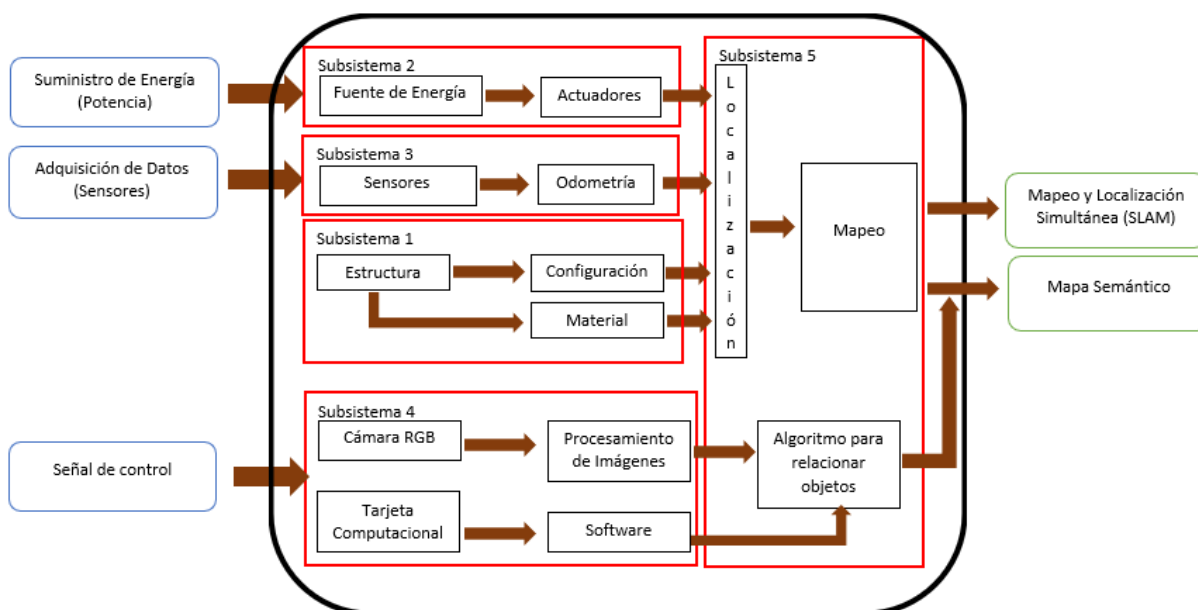 Suministro de Energía
(Potencia)
Adquisición de Datos
(Sensores)
Señal de control
Subsistema 2
Fuente de Energía
Actuadores
Subsistema 3
Sensores
Odometría
Subsistema 1
Estructura
Configuración
Material
Subsistema 4
Cámara RGB
Procesamiento
de Imágenes
Tarjeta
Computacional
Software
Subsistema 5
L
o
c
a
l
i
z
a
c
i
ó
n
Mapeo
Algoritmo para
relacionar
objetos
Mapeo y Localización
Simultánea (SLAM)
Mapa Semántico